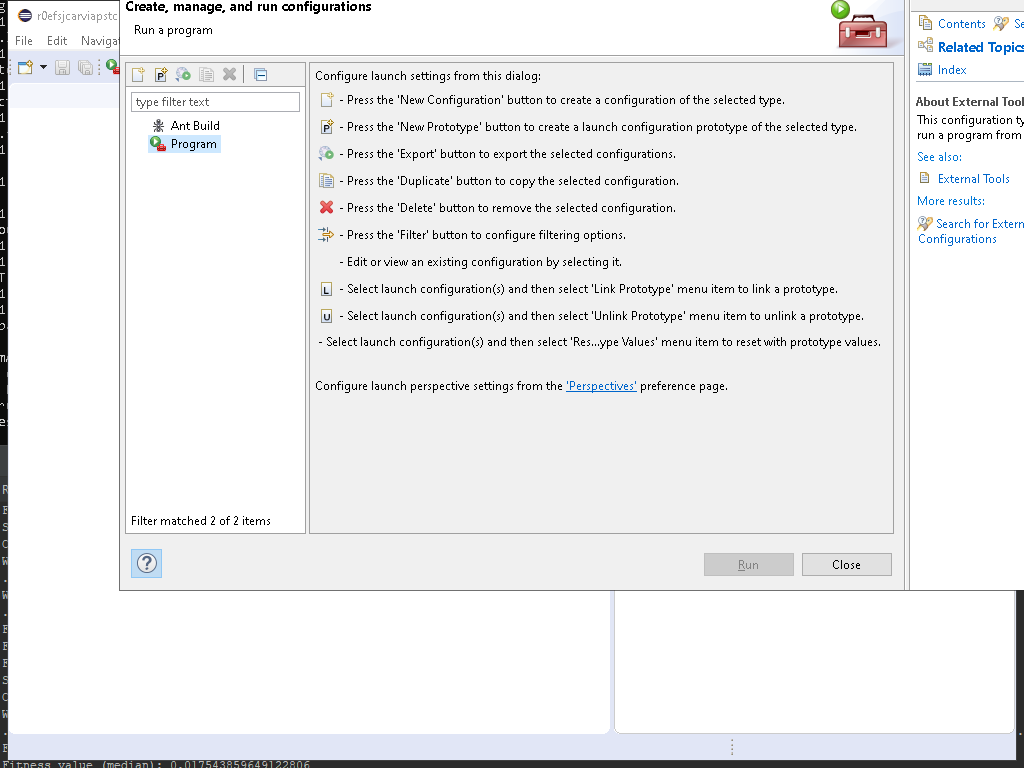 Create, manage, and run configurations
Run a program
r0efsjcarviapstc
File Edit Navigat
type filter text
Ant Build
Program
Filter matched 2 of 2 items
Configure launch settings from this dialog:
- Press the 'New Configuration' button to create a configuration of the selected type.
- Press the 'New Prototype' button to create a launch configuration prototype of the selected type.
- Press the 'Export' button to export the selected configurations.
- Press the 'Duplicate' button to copy the selected configuration.
- Press the 'Delete' button to remove the selected configuration.
- Press the 'Filter' button to configure filtering options.
- Edit or view an existing configuration by selecting it.
- Select launch configuration(s) and then select 'Link Prototype' menu item to link a prototype.
- Select launch configuration(s) and then select 'Unlink Prototype' menu item to unlink a prototype.
- Select launch configuration(s) and then select 'Res...ype Values' menu item to reset with prototype values.
Configure launch perspective settings from the 'Perspectives' preference page.
Run
Close
Contents
Se
Related Topics
Index
About External Tool
This configuration ty
run a program from
See also:
External Tools
More results:
Search for Extern
Configurations
Fitness value (median): 0.017543859649122806